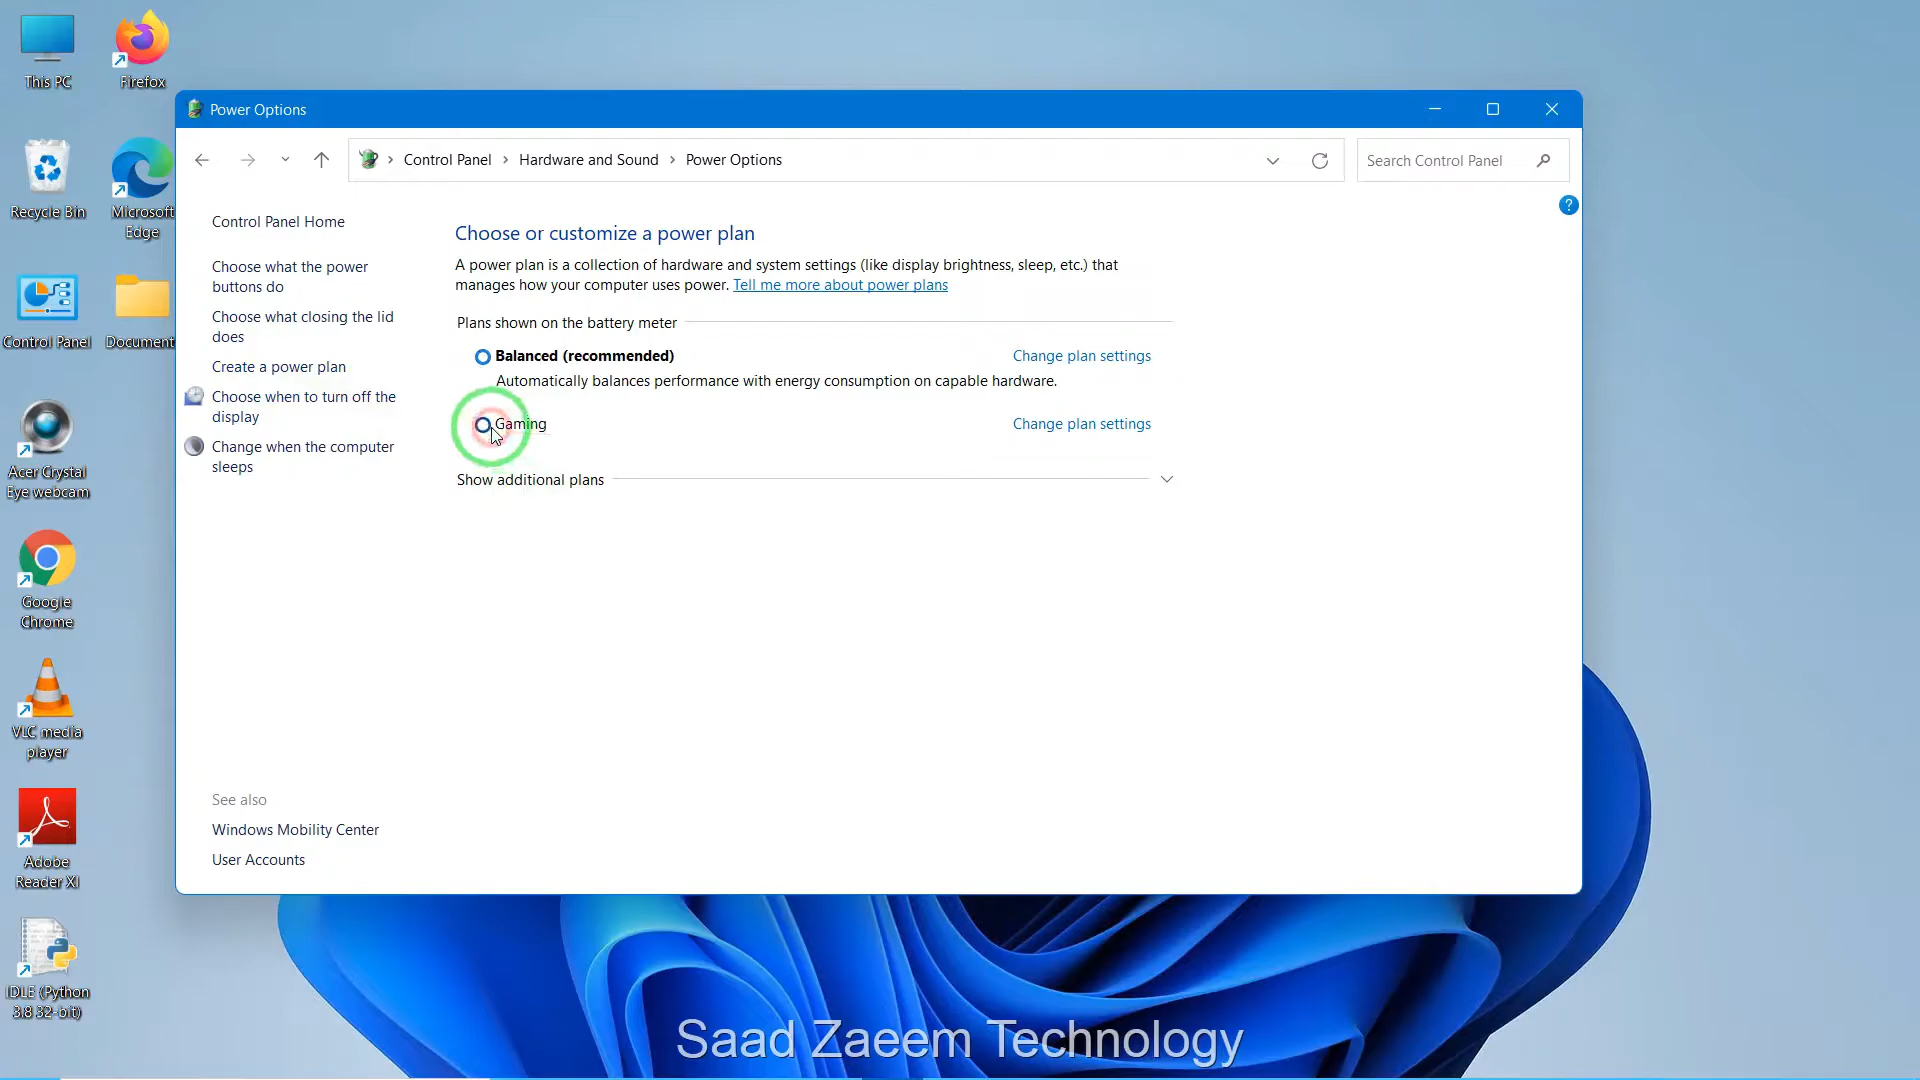 This PC
Firefox
Recycle Bin
Microsoft
Edge
Control Panel
Document
Acer Crystal
Eye webcam
Google
Chrome
VLC media
player
Adobe
Reader XI
IDLE (Python
3.8 32-bit)
Power Options
Control Panel > Hardware and Sound > Power Options
Search Control Panel
?
Control Panel Home
Choose what the power
buttons do
Choose what closing the lid
does
Create a power plan
Choose when to turn off the
display
Change when the computer
sleeps
Choose or customize a power plan
A power plan is a collection of hardware and system settings (like display brightness, sleep, etc.) that
manages how your computer uses power. Tell me more about power plans
Plans shown on the battery meter
Balanced (recommended) Change plan settings
Automatically balances performance with energy consumption on capable hardware.
Gaming Change plan settings
Show additional plans
See also
Windows Mobility Center
User Accounts
Saad Zaeem Technology